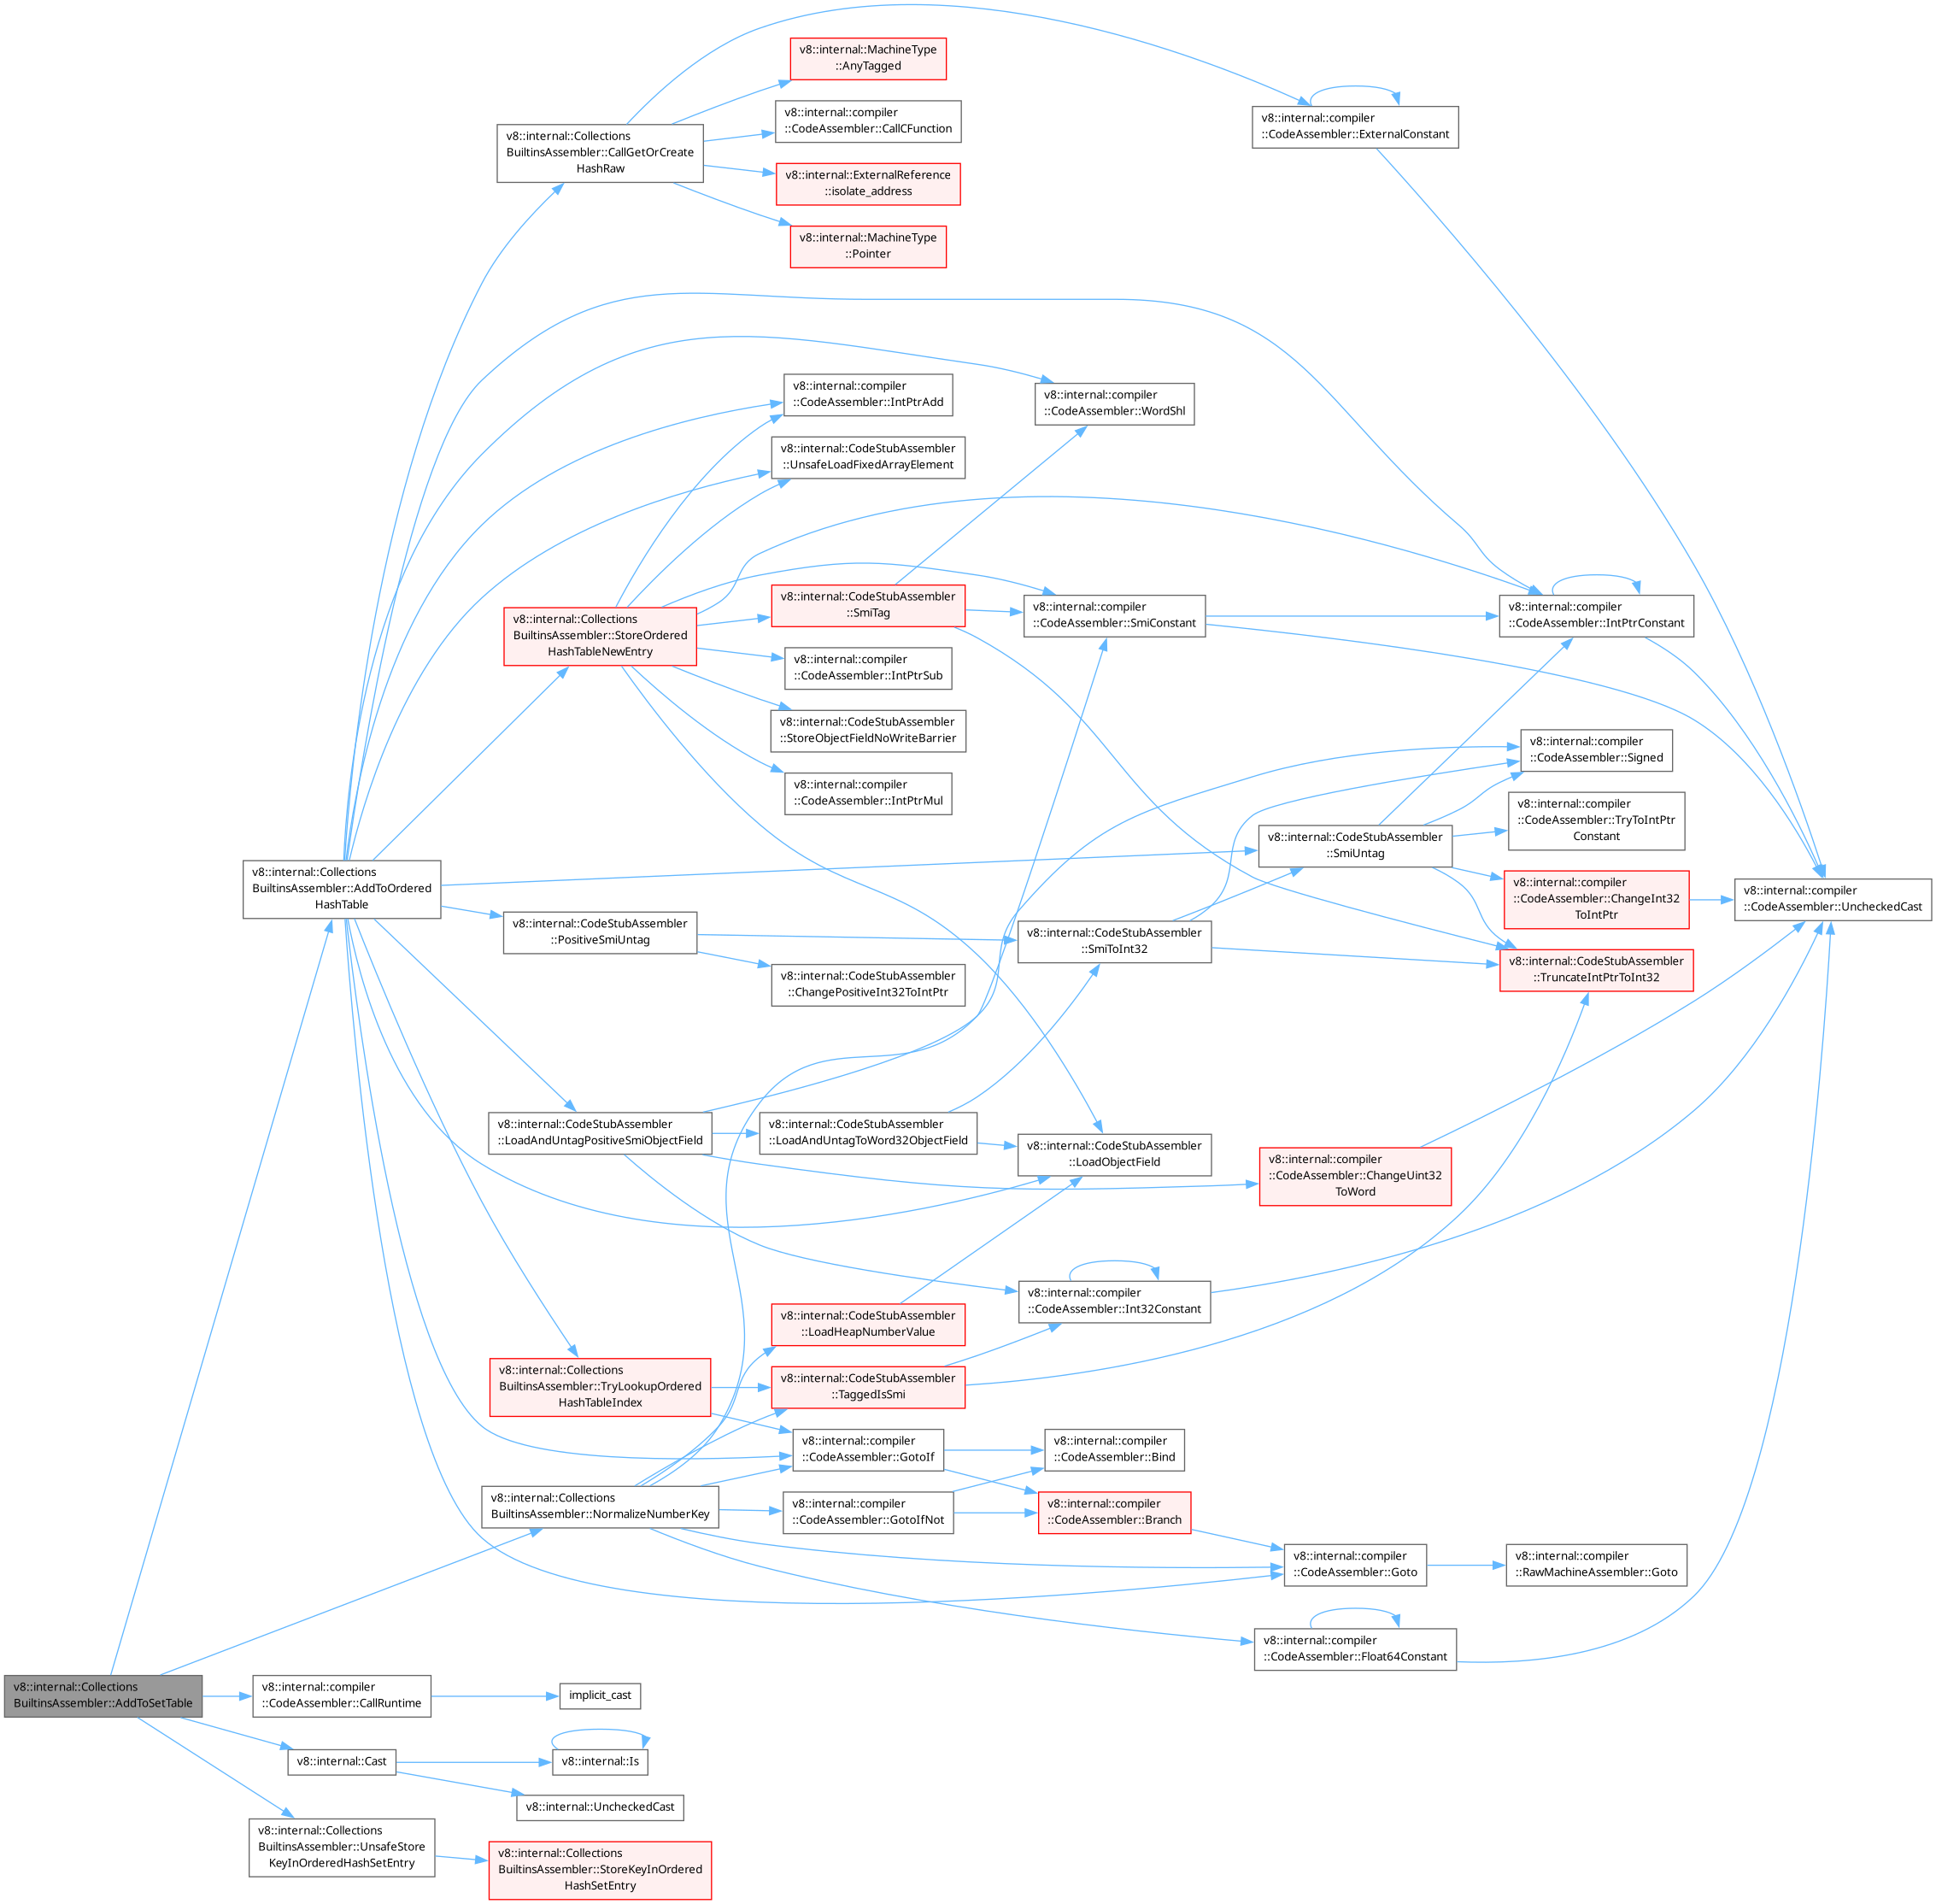 v8::internal::MachineType
::AnyTagged
v8::internal::compiler
::CodeAssembler::CallCFunction
v8::internal::compiler
::CodeAssembler::ExternalConstant
v8::internal::Collections
BuiltinsAssembler::CallGetOrCreate
HashRaw
v8::internal::ExternalReference
::isolate_address
v8::internal::MachineType
::Pointer
v8::internal::compiler
::CodeAssembler::IntPtrAdd
v8::internal::compiler
::CodeAssembler::WordShl
v8::internal::CodeStubAssembler
::UnsafeLoadFixedArrayElement
v8::internal::Collections
BuiltinsAssembler::StoreOrdered
HashTableNewEntry
v8::internal::CodeStubAssembler
::SmiTag
v8::internal::compiler
::CodeAssembler::SmiConstant
v8::internal::compiler
::CodeAssembler::IntPtrConstant
v8::internal::compiler
::CodeAssembler::IntPtrSub
v8::internal::CodeStubAssembler
::StoreObjectFieldNoWriteBarrier
v8::internal::compiler
::CodeAssembler::Signed
v8::internal::compiler
::CodeAssembler::IntPtrMul
v8::internal::compiler
::CodeAssembler::TryToIntPtr
Constant
v8::internal::CodeStubAssembler
::SmiUntag
v8::internal::Collections
BuiltinsAssembler::AddToOrdered
HashTable
v8::internal::compiler
::CodeAssembler::ChangeInt32
ToIntPtr
v8::internal::compiler
::CodeAssembler::UncheckedCast
v8::internal::CodeStubAssembler
::PositiveSmiUntag
v8::internal::CodeStubAssembler
::SmiToInt32
v8::internal::CodeStubAssembler
::TruncateIntPtrToInt32
v8::internal::CodeStubAssembler
::ChangePositiveInt32ToIntPtr
v8::internal::CodeStubAssembler
::LoadAndUntagPositiveSmiObjectField
v8::internal::CodeStubAssembler
::LoadAndUntagToWord32ObjectField
v8::internal::CodeStubAssembler
::LoadObjectField
v8::internal::compiler
::CodeAssembler::ChangeUint32
ToWord
v8::internal::compiler
::CodeAssembler::Int32Constant
v8::internal::CodeStubAssembler
::LoadHeapNumberValue
v8::internal::Collections
BuiltinsAssembler::TryLookupOrdered
HashTableIndex
v8::internal::CodeStubAssembler
::TaggedIsSmi
v8::internal::compiler
::CodeAssembler::GotoIf
v8::internal::compiler
::CodeAssembler::Bind
v8::internal::Collections
BuiltinsAssembler::NormalizeNumberKey
v8::internal::compiler
::CodeAssembler::GotoIfNot
v8::internal::compiler
::CodeAssembler::Branch
v8::internal::compiler
::CodeAssembler::Goto
v8::internal::compiler
::RawMachineAssembler::Goto
v8::internal::compiler
::CodeAssembler::Float64Constant
v8::internal::Collections
BuiltinsAssembler::AddToSetTable
v8::internal::compiler
::CodeAssembler::CallRuntime
implicit_cast
v8::internal::Cast
v8::internal::Is
v8::internal::UncheckedCast
v8::internal::Collections
BuiltinsAssembler::UnsafeStore
KeyInOrderedHashSetEntry
v8::internal::Collections
BuiltinsAssembler::StoreKeyInOrdered
HashSetEntry